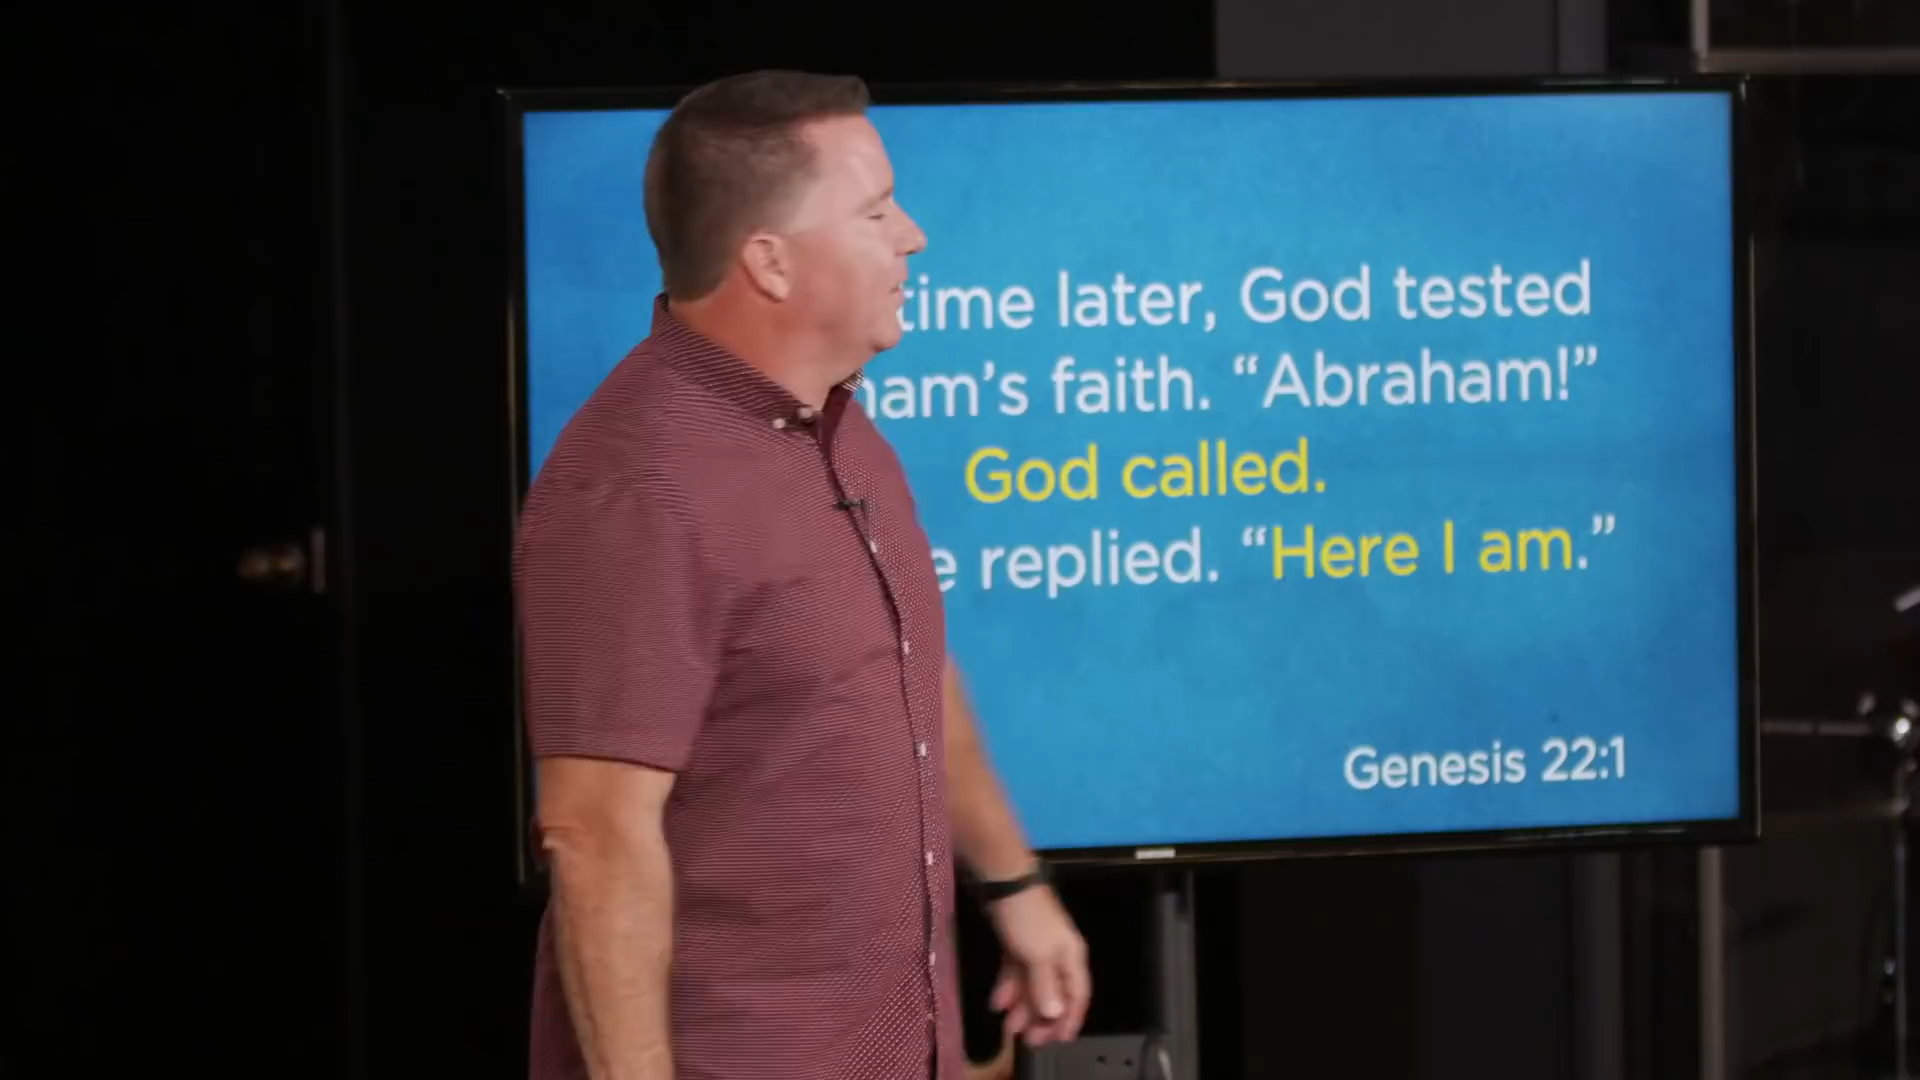 time later, God tested
ham's faith. “Abraham!”
God called.
replied. “Here I am.”
Genesis 22:1